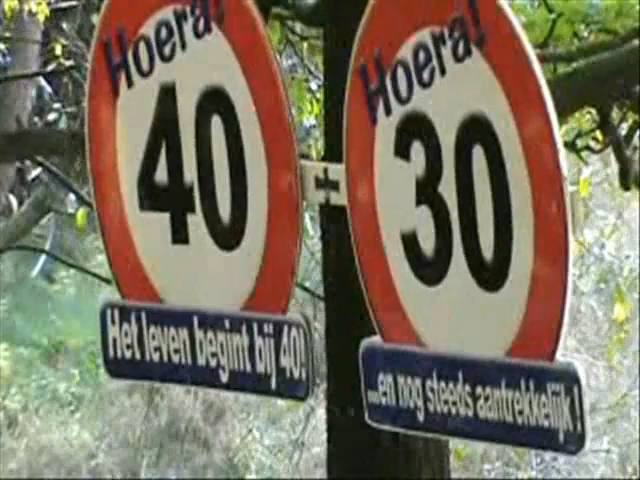 Hoera!
40
Het leven begint bij 40!
+
Hoera!
30
...en nog steeds aantrekkelijk!